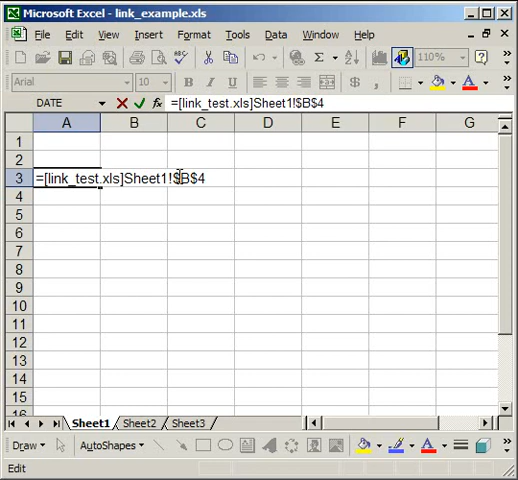 Microsoft Excel - link_example.xls
File Edit View Insert Format Tools Data Window Help
Σ 110%
Arial 10 B I U $ ,
DATE fx =[link_test.xls]Sheet1!$B$4
A B C D E F G
1
2
3 =[link_test.xls]Sheet1!$B$4
4
5
6
7
8
9
10
11
12
13
14
15
16
Sheet1 Sheet2 Sheet3
Draw AutoShapes A A
Edit